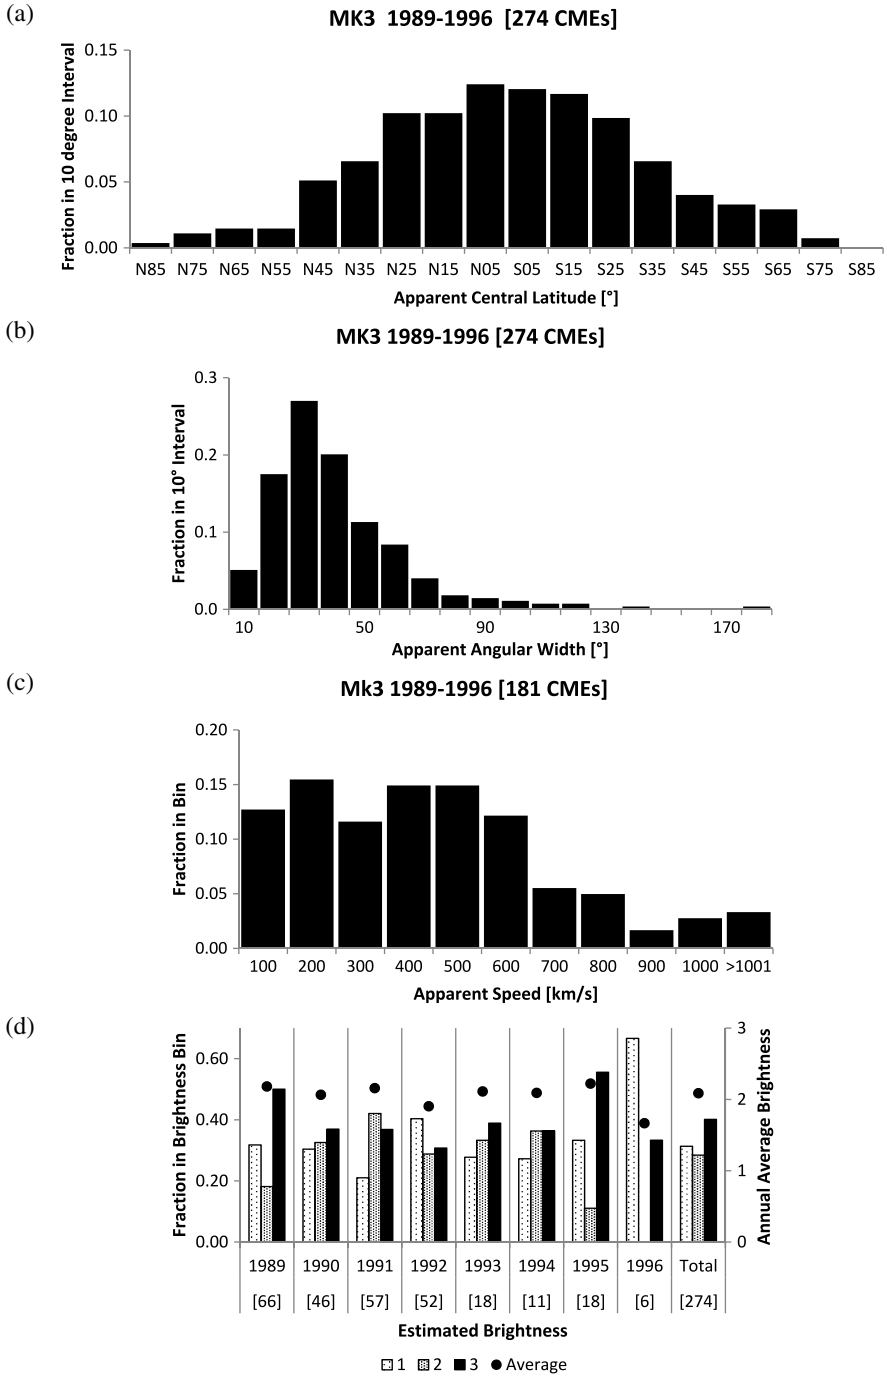 (a)
MK3 1989-1996 [274 CMEs]
Fraction in 10 degree Interval
0.15
0.10
0.05
0.00
N85 N75 N65 N55 N45 N35 N25 N15 N05 S05 S15 S25 S35 S45 S55 S65 S75 S85
Apparent Central Latitude [°]
(b)
MK3 1989-1996 [274 CMEs]
Fraction in 10° Interval
0.3
0.2
0.1
0.0
10 50 90 130 170
Apparent Angular Width [°]
(c)
Mk3 1989-1996 [181 CMEs]
Fraction in Bin
0.20
0.15
0.10
0.05
0.00
100 200 300 400 500 600 700 800 900 1000 >1001
Apparent Speed [km/s]
(d)
Fraction in Brightness Bin
0.60
0.40
0.20
0.00
3
2
1
0
Annual Average Brightness
1989 1990 1991 1992 1993 1994 1995 1996 Total
[66] [46] [57] [52] [18] [11] [18] [6] [274]
Estimated Brightness
1 2 3 Average